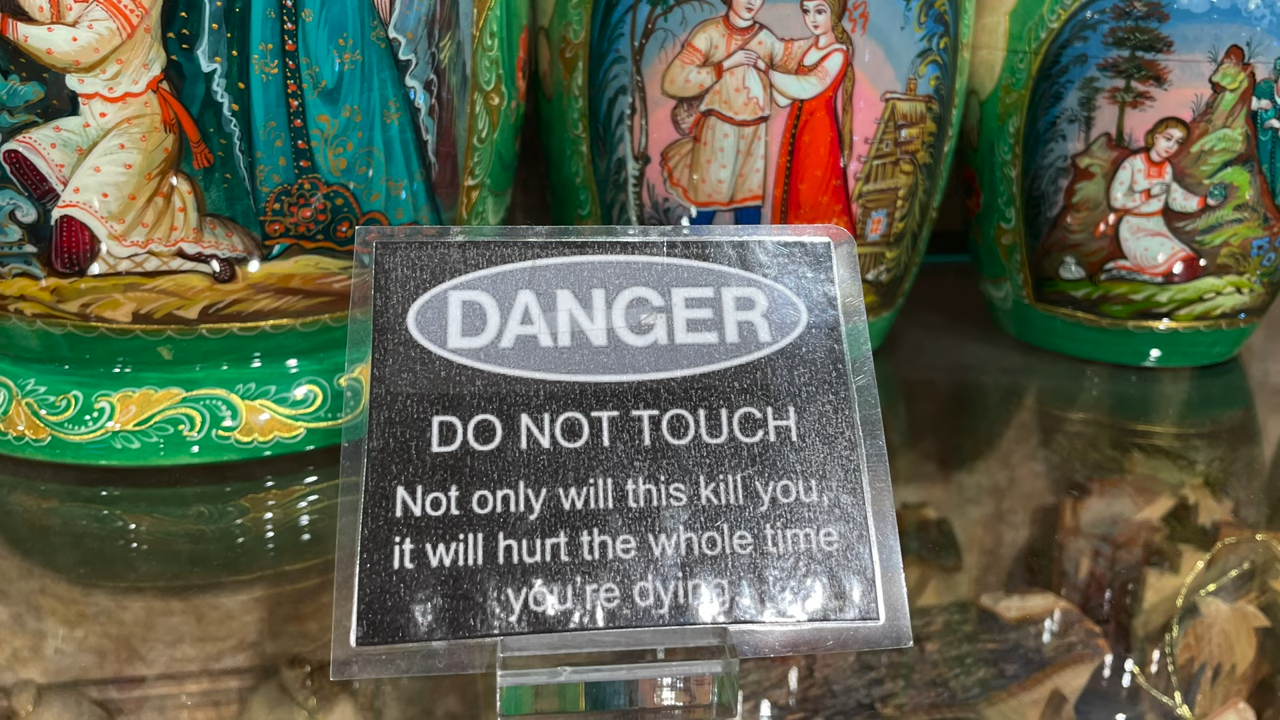 DANGER
DO NOT TOUCH
Not only will this kill you,
it will hurt the whole time
you're dying.